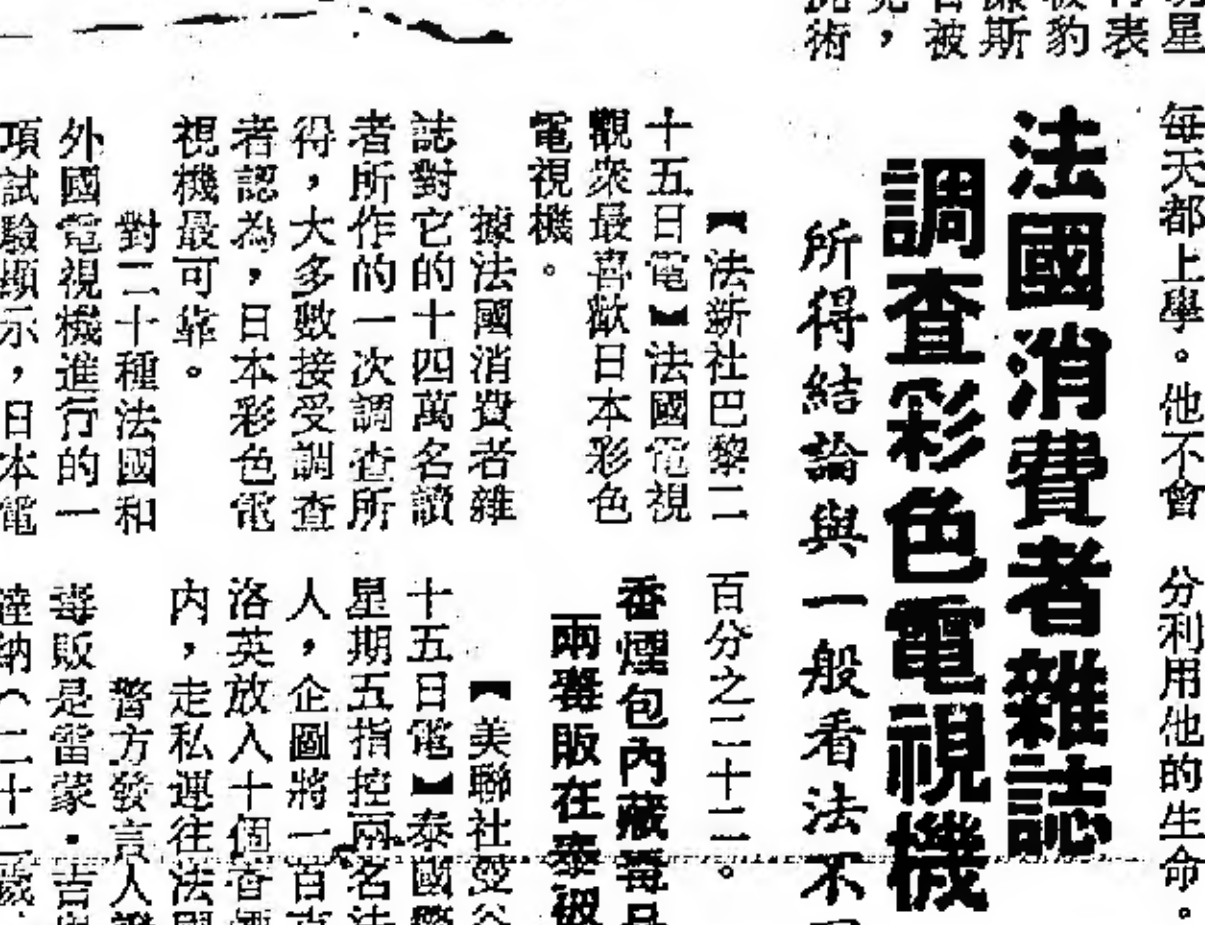 星
表
豹
斯
被
，
術
每天都上學。他不會
分利用他的生命。
法國消費者雜誌
調查彩色電視機
所得結論與一般看法不
【法新社巴黎二
十五日電】法國電視
觀眾最喜歡日本彩色
電視機。
據法國消費者雜
誌對它的十四萬名讀
者所作的一次調查所
得，大多數接受調查
者認為，日本彩色電
視機最可靠。
對二十種法國和
外國電視機進行的一
項試驗顯示，日本電
百分之二十二。
香煙包內藏毒品
兩毒販在泰被
【美聯社曼谷
十五日電】泰國警
星期五指控兩名法
人，企圖將一百克
洛英放入十個香煙
內，走私運往法國
警方發言人證
毒販是雷蒙·吉
達納（二十二歲